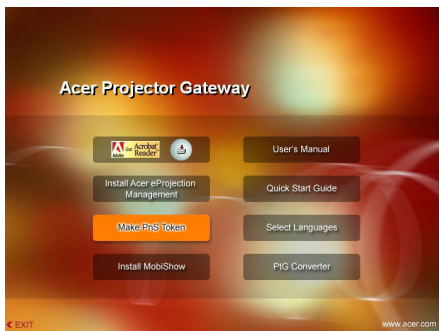 Acer Projector Gateway
Adobe
Get Acrobat
Reader
User's Manual
Install Acer eProjection
Management
Quick Start Guide
Make PnS Token
Select Languages
Install MobiShow
PtG Converter
EXIT
www.acer.com